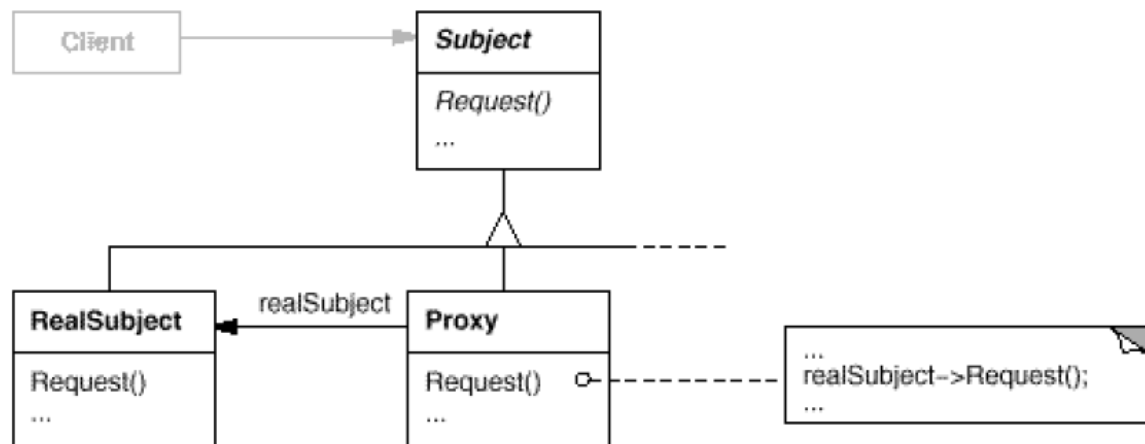 Client
Subject
Request()
...
RealSubject
Request()
...
realSubject
Proxy
Request()
...
...
realSubject->Request();
...